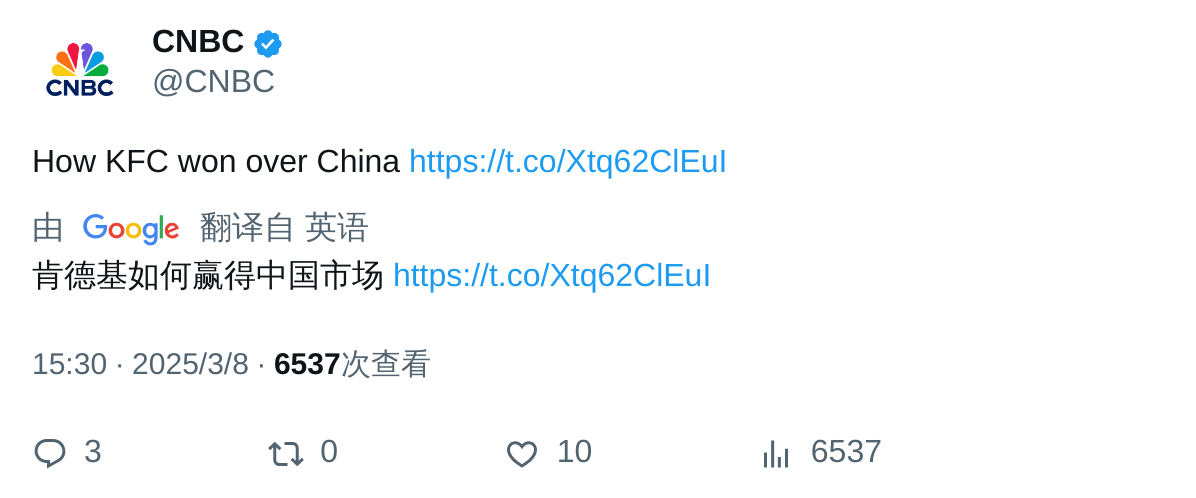 CNBC
CNBC
@CNBC
How KFC won over China https://t.co/Xtq62ClEuI
由 Google 翻译自 英语
肯德基如何赢得中国市场 https://t.co/Xtq62ClEuI
15:30 · 2025/3/8 · 6537次查看
3 0 10 6537